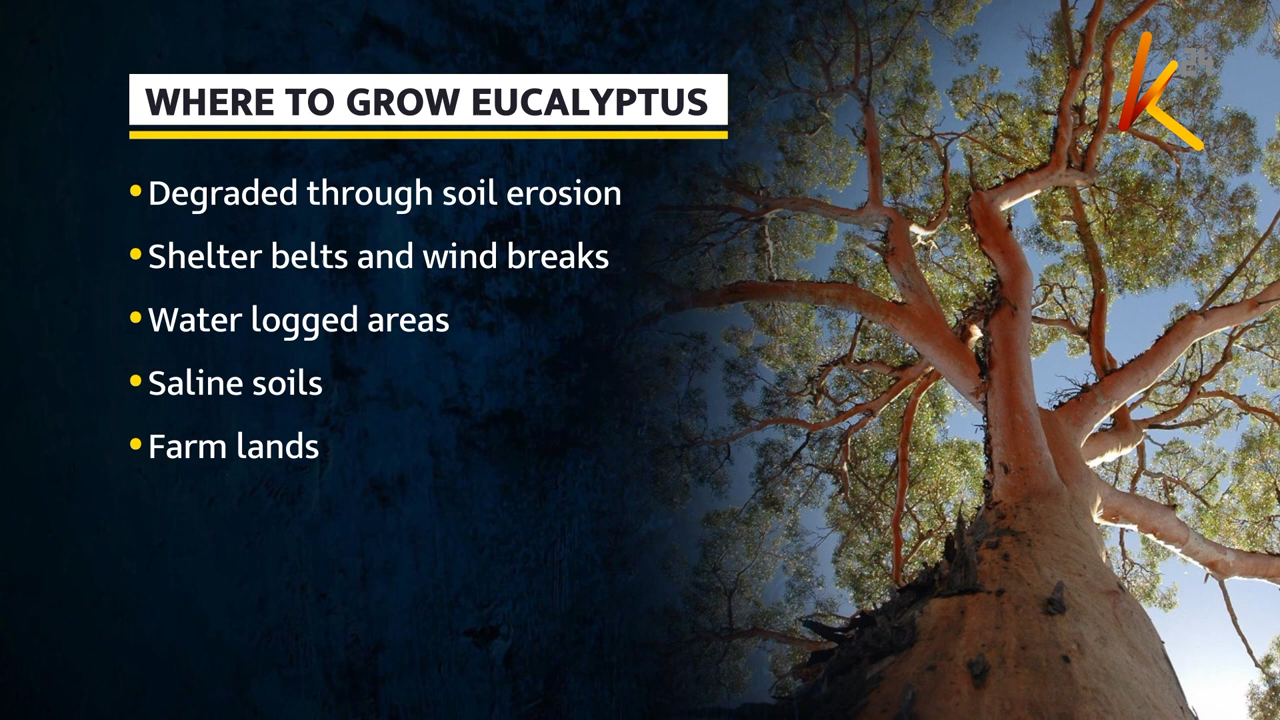 WHERE TO GROW EUCALYPTUS
Degraded through soil erosion
Shelter belts and wind breaks
Water logged areas
Saline soils
Farm lands